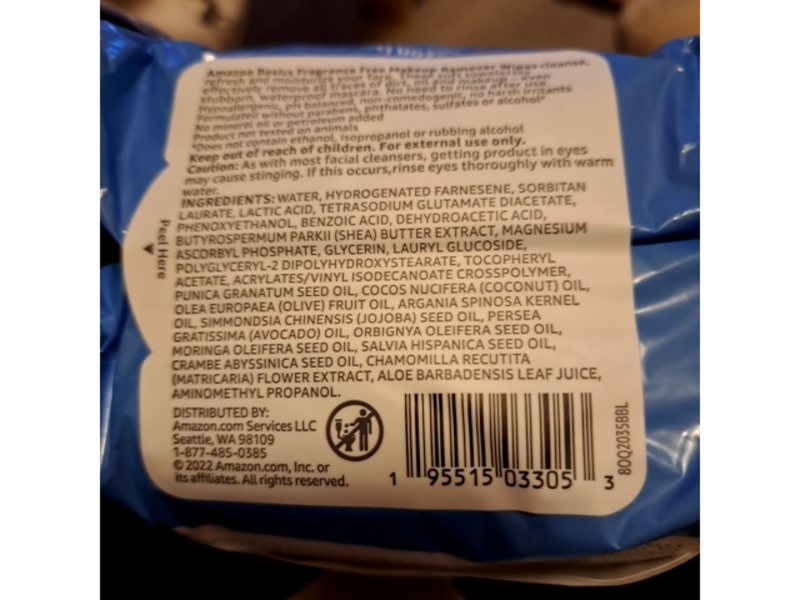 Amazon Basics Fragrance Free Makeup Remover Wipes cleanse,
refresh and moisturize your face. These soft towelettes
effectively remove all traces of dirt, oil and makeup - even
stubborn, waterproof mascara. No need to rinse after use.
Hypoallergenic, pH balanced, non-comedogenic, no harsh irritants
Formulated without parabens, phthalates, sulfates or alcohol*
No mineral oil or petroleum added
Product not tested on animals
*Does not contain ethanol, isopropanol or rubbing alcohol
Keep out of reach of children. For external use only.
Caution: As with most facial cleansers, getting product in eyes
may cause stinging. If this occurs,rinse eyes thoroughly with warm
water.
INGREDIENTS: WATER, HYDROGENATED FARNESENE, SORBITAN
LAURATE, LACTIC ACID, TETRASODIUM GLUTAMATE DIACETATE,
PHENOXYETHANOL, BENZOIC ACID, DEHYDROACETIC ACID,
BUTYROSPERMUM PARKII (SHEA) BUTTER EXTRACT, MAGNESIUM
ASCORBYL PHOSPHATE, GLYCERIN, LAURYL GLUCOSIDE,
POLYGLYCERYL-2 DIPOLYHYDROXYSTEARATE, TOCOPHERYL
ACETATE, ACRYLATES/VINYL ISODECANOATE CROSSPOLYMER,
PUNICA GRANATUM SEED OIL, COCOS NUCIFERA (COCONUT) OIL,
OLEA EUROPAEA (OLIVE) FRUIT OIL, ARGANIA SPINOSA KERNEL
OIL, SIMMONDSIA CHINENSIS (JOJOBA) SEED OIL, PERSEA
GRATISSIMA (AVOCADO) OIL, ORBIGNYA OLEIFERA SEED OIL,
MORINGA OLEIFERA SEED OIL, SALVIA HISPANICA SEED OIL,
CRAMBE ABYSSINICA SEED OIL, CHAMOMILLA RECUTITA
(MATRICARIA) FLOWER EXTRACT, ALOE BARBADENSIS LEAF JUICE,
AMINOMETHYL PROPANOL.
Peel Here
DISTRIBUTED BY:
Amazon.com Services LLC
Seattle, WA 98109
1-877-485-0385
© 2022 Amazon.com, Inc. or
its affiliates. All rights reserved.
1 95515 03305 3
80Q2035BBL